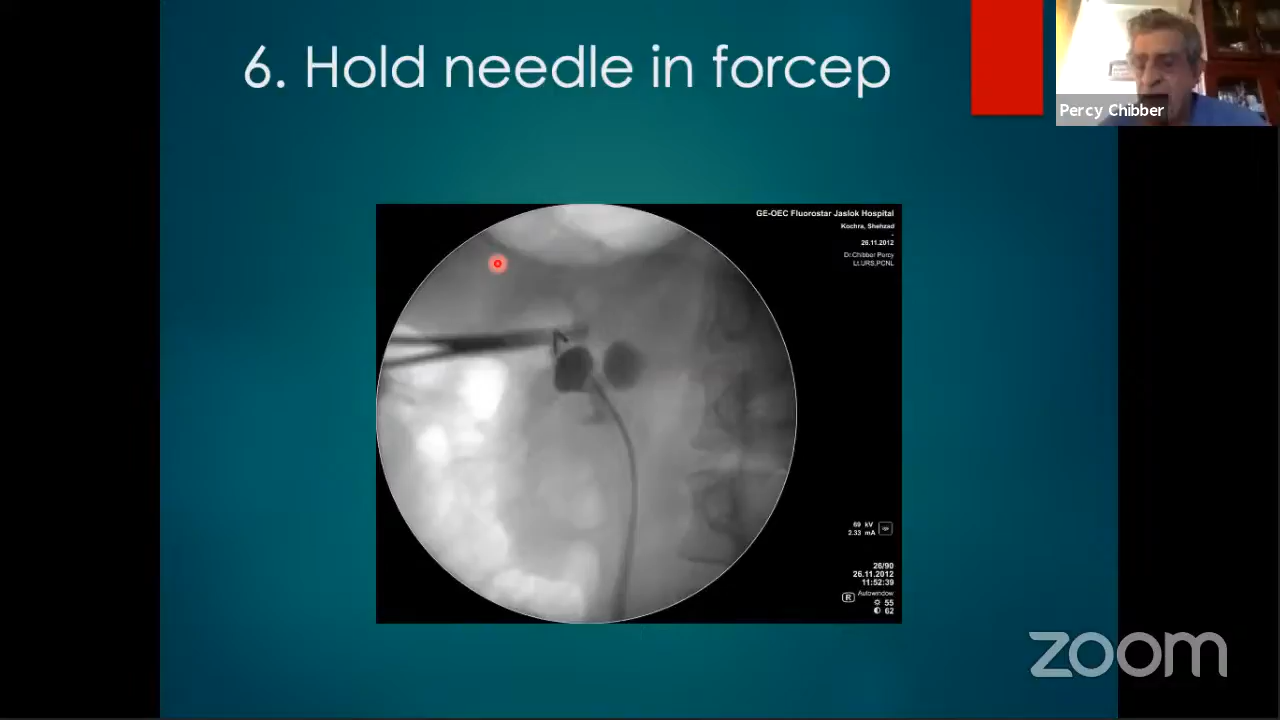 6. Hold needle in forcep
Percy Chibber
GE-OEC Fluorostar Jaslok Hospital
Kochra, Shehzad
-
26.11.2012
Dr.Chibber Percy
Lt.URS,PCNL
69 kV
2.33 mA
26/90
26.11.2012
11:52:39
Autowindow
R
55
62
zoom